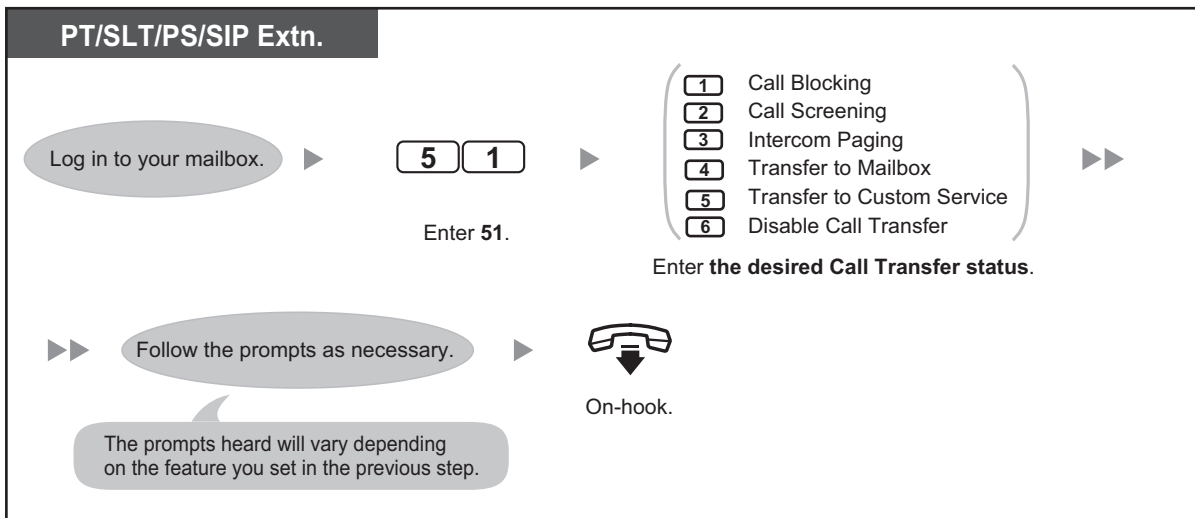 PT/SLT/PS/SIP Extn.
Log in to your mailbox.
5 1
Enter 51.
1 Call Blocking
2 Call Screening
3 Intercom Paging
4 Transfer to Mailbox
5 Transfer to Custom Service
6 Disable Call Transfer
Enter the desired Call Transfer status.
Follow the prompts as necessary.
The prompts heard will vary depending
on the feature you set in the previous step.
On-hook.